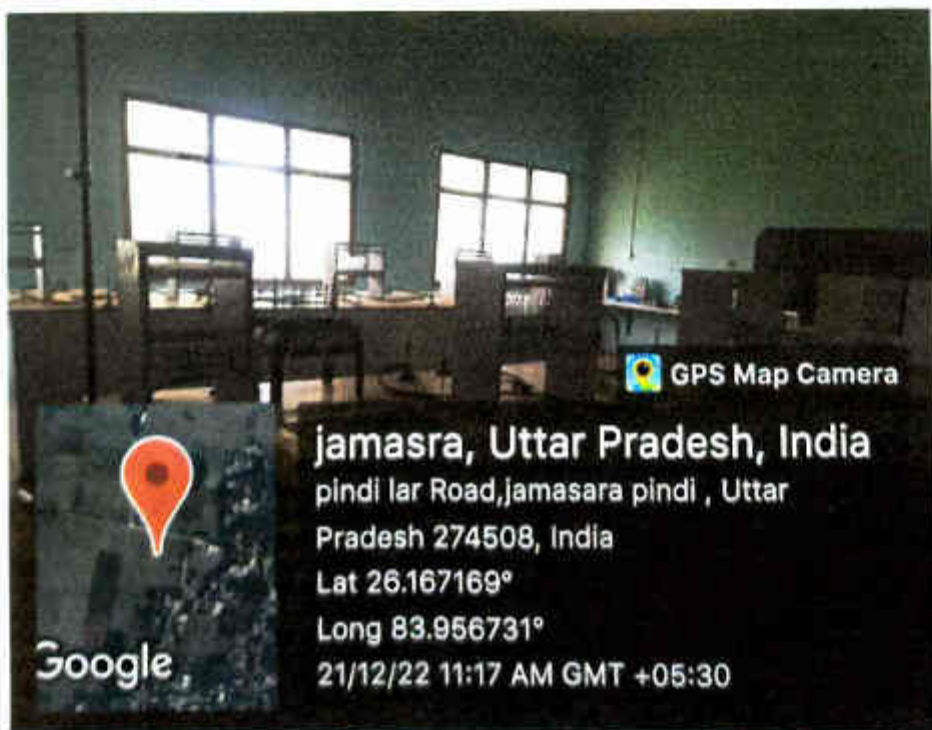 GPS Map Camera
jamasra, Uttar Pradesh, India
pindi lar Road,jamasara pindi , Uttar
Pradesh 274508, India
Lat 26.167169°
Long 83.956731°
21/12/22 11:17 AM GMT +05:30
Google